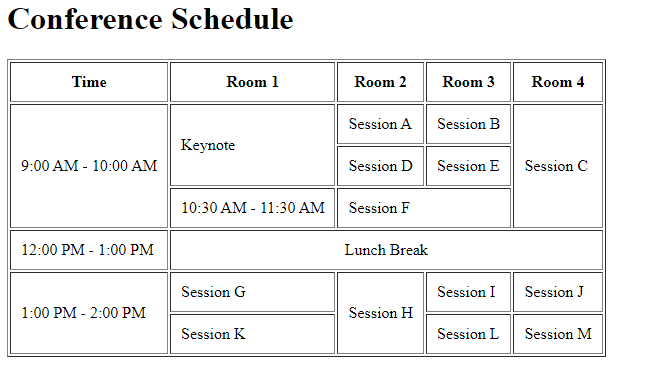 Conference Schedule
Time Room 1 Room 2 Room 3 Room 4
9:00 AM - 10:00 AM Keynote Session A Session B Session C
Session D Session E
10:30 AM - 11:30 AM Session F
12:00 PM - 1:00 PM Lunch Break
1:00 PM - 2:00 PM Session G Session H Session I Session J
Session K Session L Session M